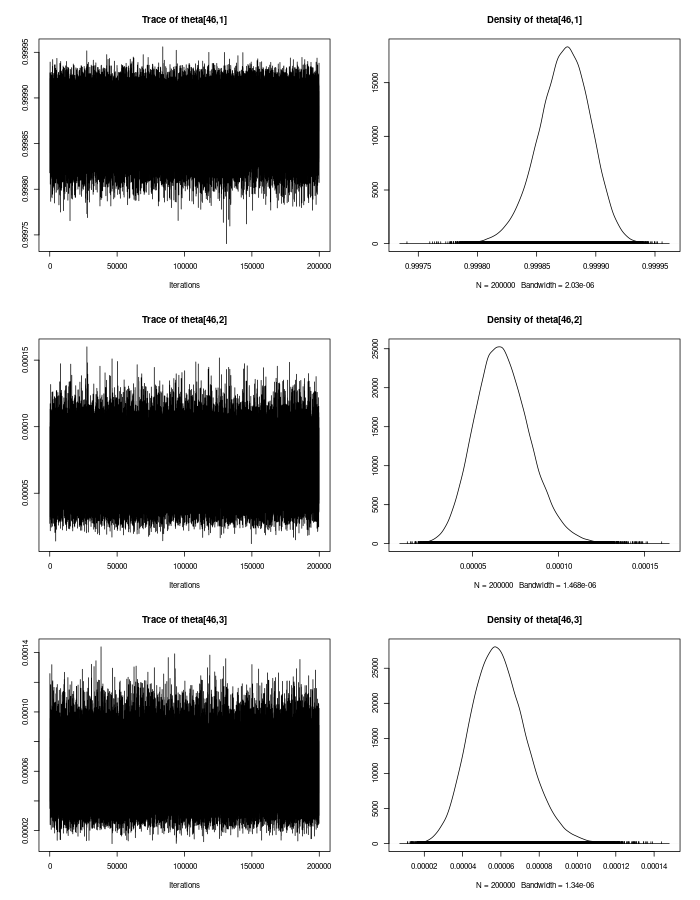 Trace of theta[46,1]
0.99975 0.99980 0.99985 0.99990 0.99995
0 50000 100000 150000 200000
Iterations
Density of theta[46,1]
0 5000 10000 15000
0.99975 0.99980 0.99985 0.99990 0.99995
N = 200000 Bandwidth = 2.03e-06
Trace of theta[46,2]
0.00005 0.00010 0.00015
0 50000 100000 150000 200000
Iterations
Density of theta[46,2]
0 5000 10000 15000 20000 25000
0.00005 0.00010 0.00015
N = 200000 Bandwidth = 1.468e-06
Trace of theta[46,3]
0.00002 0.00006 0.00010 0.00014
0 50000 100000 150000 200000
Iterations
Density of theta[46,3]
0 5000 10000 15000 20000 25000
0.00002 0.00004 0.00006 0.00008 0.00010 0.00012 0.00014
N = 200000 Bandwidth = 1.34e-06